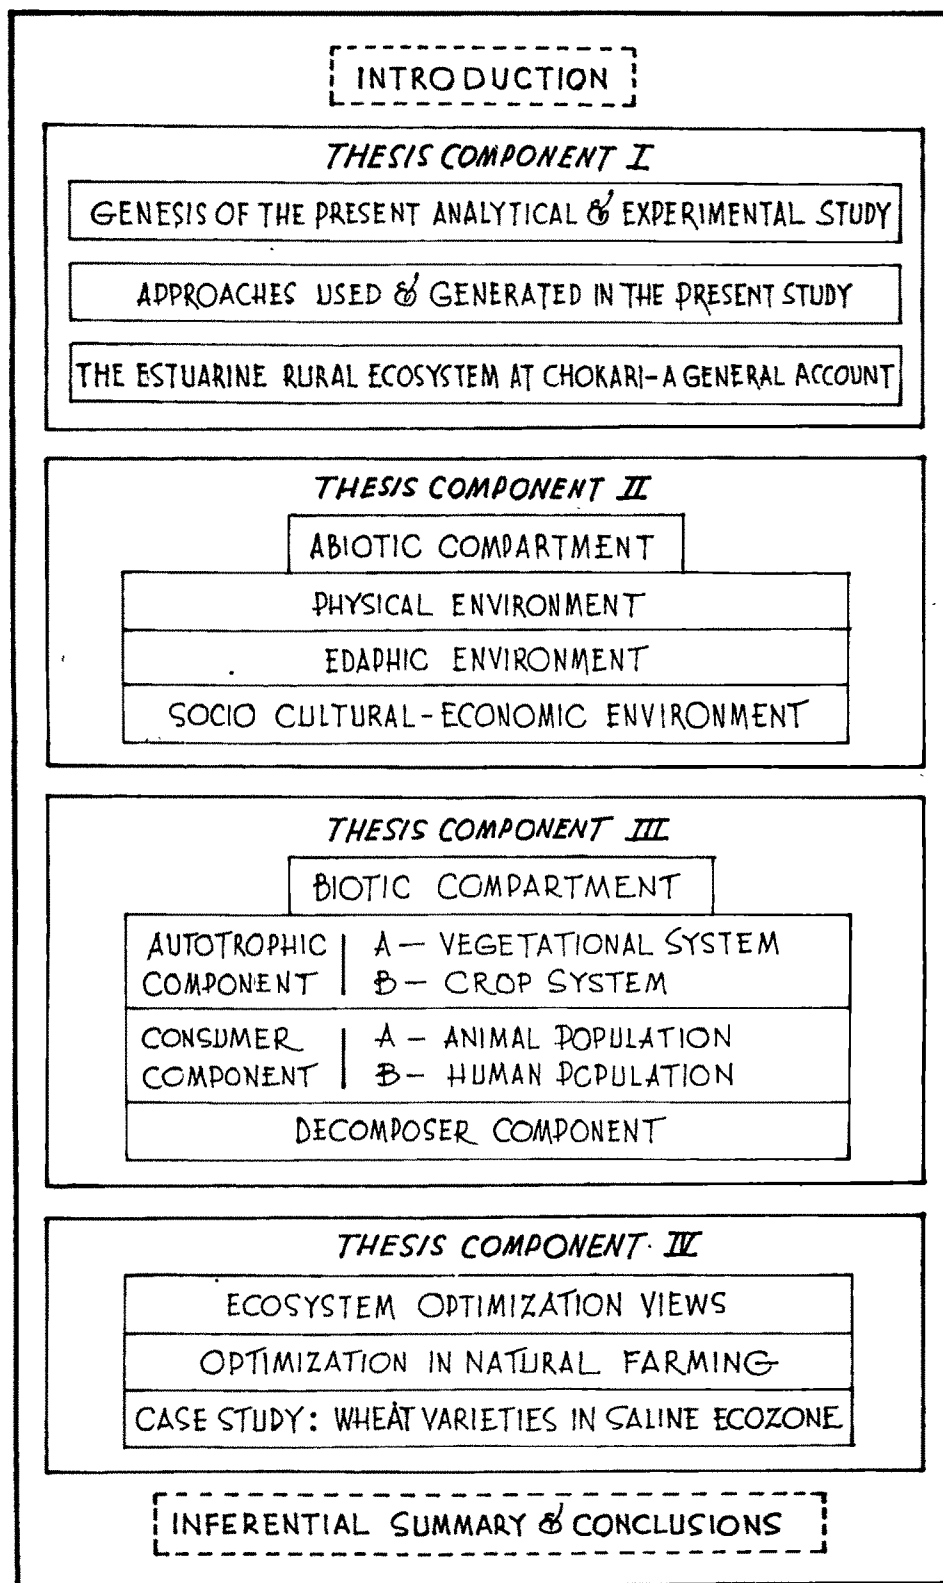 INTRODUCTION
THESIS COMPONENT I
GENESIS OF THE PRESENT ANALYTICAL & EXPERIMENTAL STUDY
APPROACHES USED & GENERATED IN THE PRESENT STUDY
THE ESTUARINE RURAL ECOSYSTEM AT CHOKARI-A GENERAL ACCOUNT
THESIS COMPONENT II
ABIOTIC COMPARTMENT
PHYSICAL ENVIRONMENT
EDAPHIC ENVIRONMENT
SOCIO CULTURAL-ECONOMIC ENVIRONMENT
THESIS COMPONENT III
BIOTIC COMPARTMENT
AUTOTROPHIC | A — VEGETATIONAL SYSTEM
COMPONENT | B — CROP SYSTEM
CONSUMER | A — ANIMAL POPULATION
COMPONENT | B — HUMAN POPULATION
DECOMPOSER COMPONENT
THESIS COMPONENT IV
ECOSYSTEM OPTIMIZATION VIEWS
OPTIMIZATION IN NATURAL FARMING
CASE STUDY: WHEAT VARIETIES IN SALINE ECOZONE
INFERENTIAL SUMMARY & CONCLUSIONS